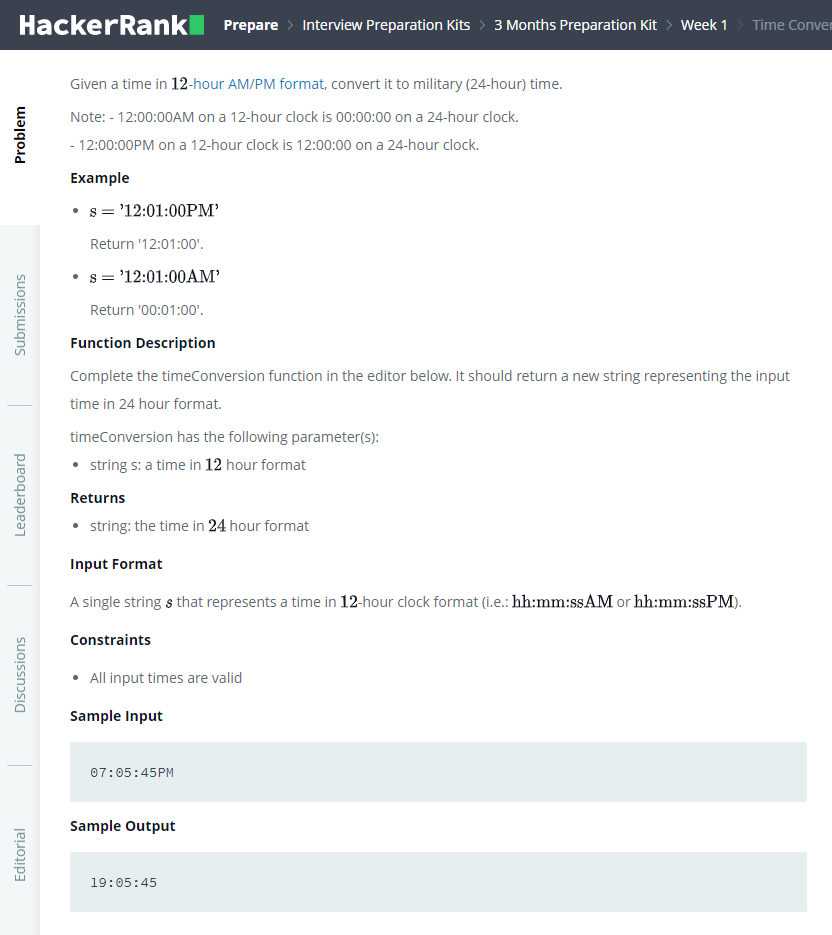 HackerRank Prepare > Interview Preparation Kits > 3 Months Preparation Kit > Week 1 > Time Conver
Problem
Submissions
Leaderboard
Discussions
Editorial
Given a time in 12-hour AM/PM format, convert it to military (24-hour) time.
Note: - 12:00:00AM on a 12-hour clock is 00:00:00 on a 24-hour clock.
- 12:00:00PM on a 12-hour clock is 12:00:00 on a 24-hour clock.
Example
• s = '12:01:00PM'
Return '12:01:00'.
• s = '12:01:00AM'
Return '00:01:00'.
Function Description
Complete the timeConversion function in the editor below. It should return a new string representing the input
time in 24 hour format.
timeConversion has the following parameter(s):
• string s: a time in 12 hour format
Returns
• string: the time in 24 hour format
Input Format
A single string s that represents a time in 12-hour clock format (i.e.: hh:mm:ssAM or hh:mm:ssPM).
Constraints
• All input times are valid
Sample Input
07:05:45PM
Sample Output
19:05:45